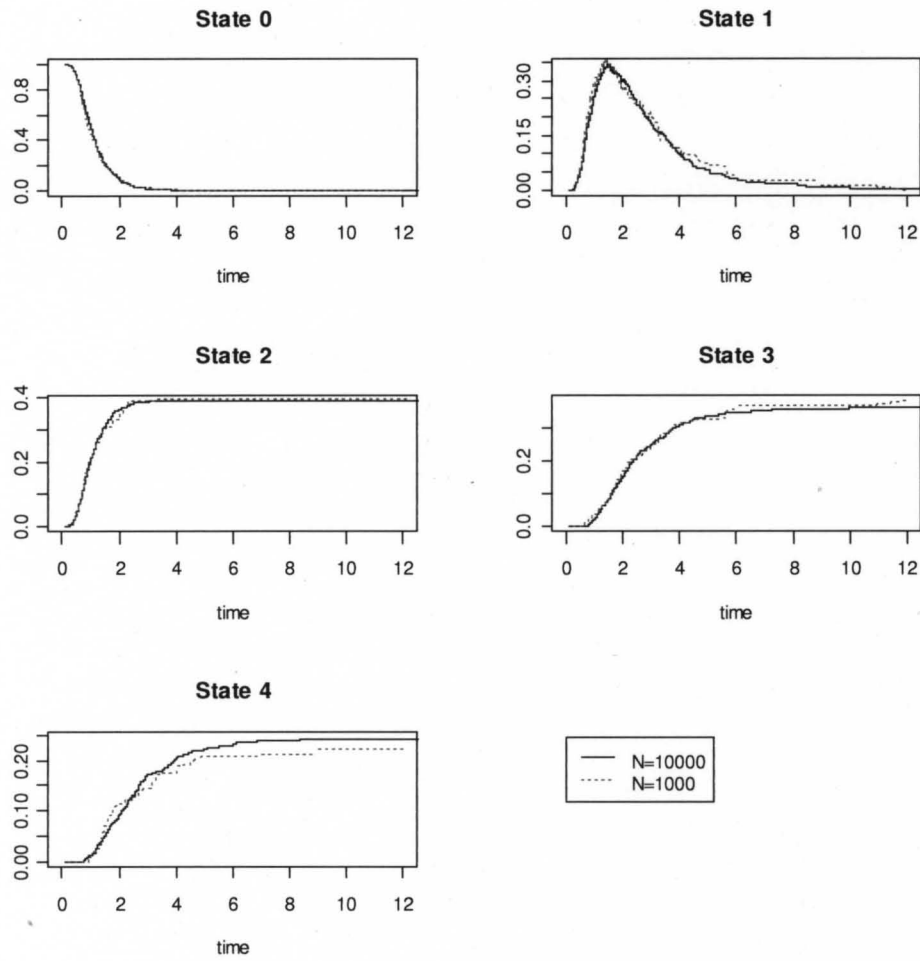 State 0
0.0 0.4 0.8
0 2 4 6 8 10 12
time
State 1
0.00 0.15 0.30
0 2 4 6 8 10 12
time
State 2
0.0 0.2 0.4
0 2 4 6 8 10 12
time
State 3
0.0 0.2
0 2 4 6 8 10 12
time
State 4
0.00 0.10 0.20
0 2 4 6 8 10 12
time
N=10000
N=1000